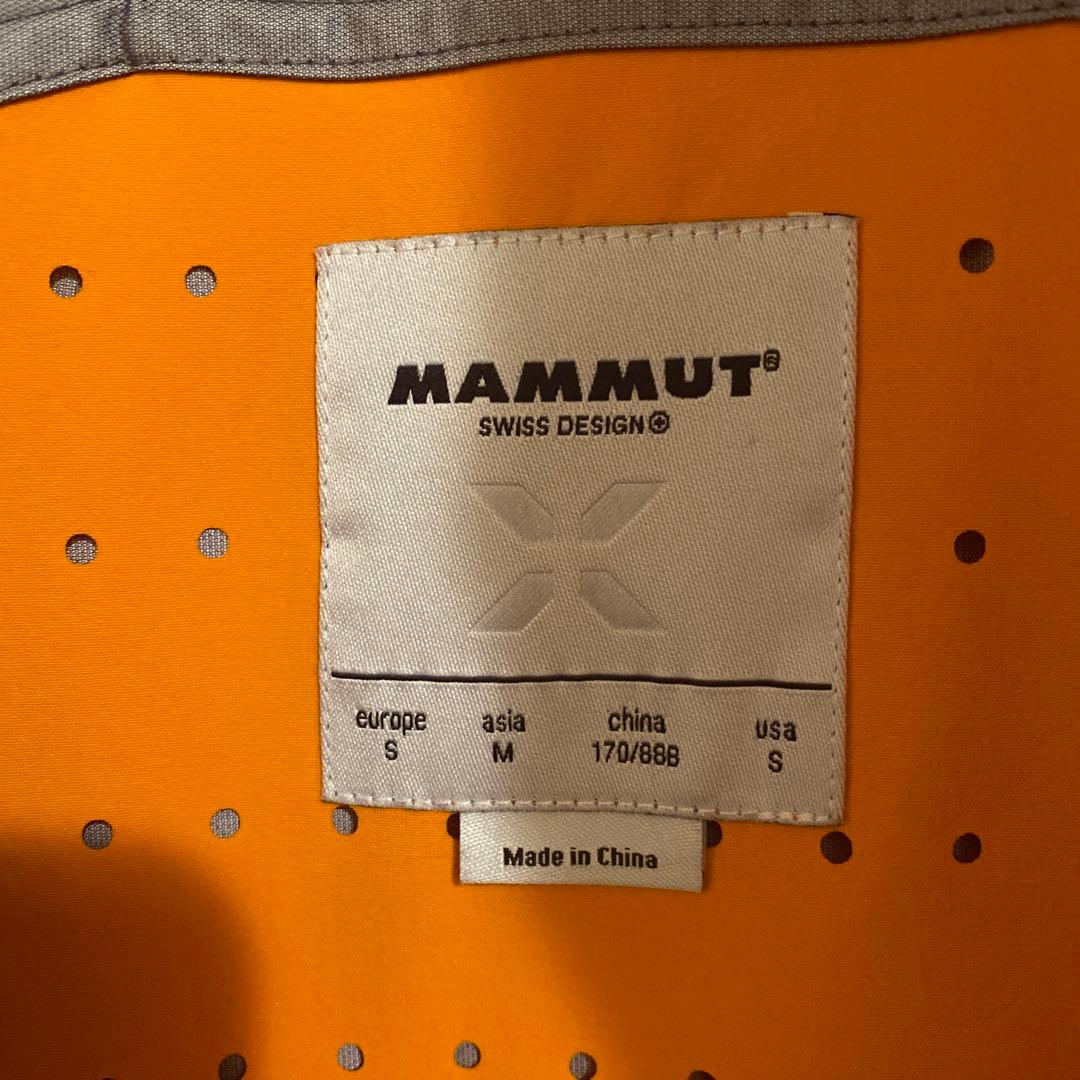 MAMMUT®
SWISS DESIGN
europe asia china usa
S M 170/88B S
Made in China